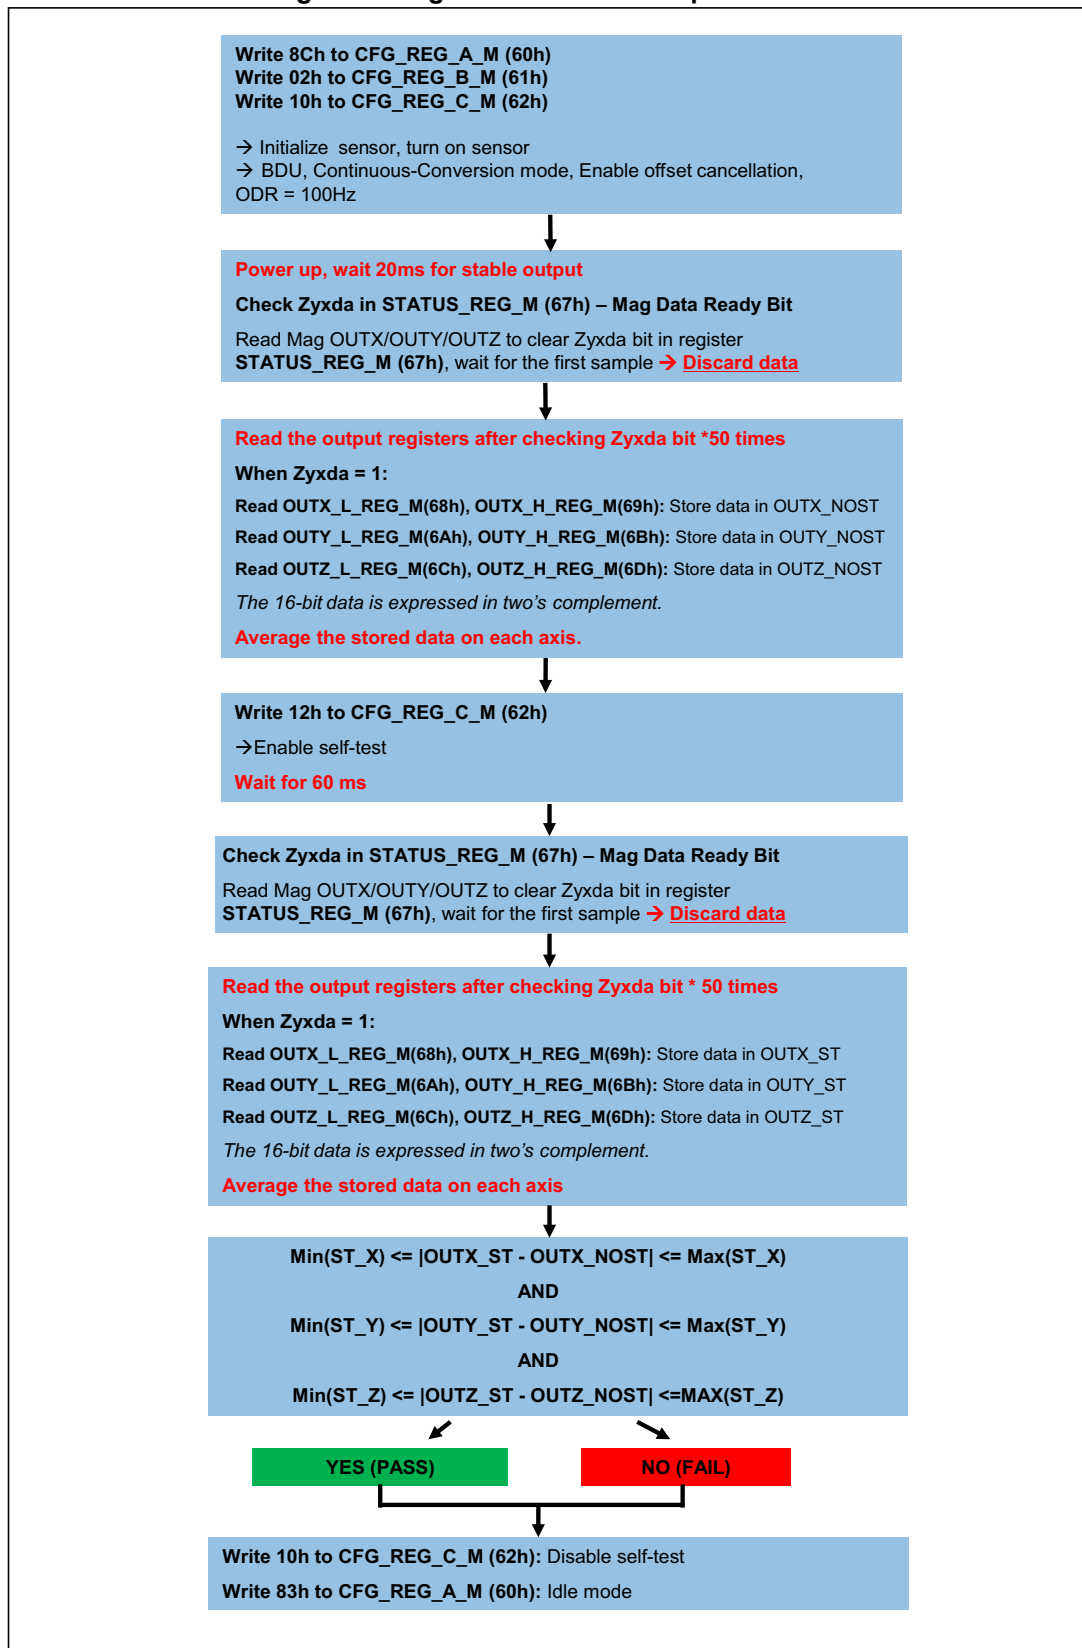 Write 8Ch to CFG_REG_A_M (60h)
Write 02h to CFG_REG_B_M (61h)
Write 10h to CFG_REG_C_M (62h)
→ Initialize sensor, turn on sensor
→ BDU, Continuous-Conversion mode, Enable offset cancellation,
ODR = 100Hz
Power up, wait 20ms for stable output
Check Zyxda in STATUS_REG_M (67h) – Mag Data Ready Bit
Read Mag OUTX/OUTY/OUTZ to clear Zyxda bit in register
STATUS_REG_M (67h), wait for the first sample → Discard data
Read the output registers after checking Zyxda bit *50 times
When Zyxda = 1:
Read OUTX_L_REG_M(68h), OUTX_H_REG_M(69h): Store data in OUTX_NOST
Read OUTY_L_REG_M(6Ah), OUTY_H_REG_M(6Bh): Store data in OUTY_NOST
Read OUTZ_L_REG_M(6Ch), OUTZ_H_REG_M(6Dh): Store data in OUTZ_NOST
The 16-bit data is expressed in two’s complement.
Average the stored data on each axis.
Write 12h to CFG_REG_C_M (62h)
→Enable self-test
Wait for 60 ms
Check Zyxda in STATUS_REG_M (67h) – Mag Data Ready Bit
Read Mag OUTX/OUTY/OUTZ to clear Zyxda bit in register
STATUS_REG_M (67h), wait for the first sample → Discard data
Read the output registers after checking Zyxda bit * 50 times
When Zyxda = 1:
Read OUTX_L_REG_M(68h), OUTX_H_REG_M(69h): Store data in OUTX_ST
Read OUTY_L_REG_M(6Ah), OUTY_H_REG_M(6Bh): Store data in OUTY_ST
Read OUTZ_L_REG_M(6Ch), OUTZ_H_REG_M(6Dh): Store data in OUTZ_ST
The 16-bit data is expressed in two’s complement.
Average the stored data on each axis
Min(ST_X) <= |OUTX_ST - OUTX_NOST| <= Max(ST_X)
AND
Min(ST_Y) <= |OUTY_ST - OUTY_NOST| <= Max(ST_Y)
AND
Min(ST_Z) <= |OUTZ_ST - OUTZ_NOST| <=MAX(ST_Z)
YES (PASS)
NO (FAIL)
Write 10h to CFG_REG_C_M (62h): Disable self-test
Write 83h to CFG_REG_A_M (60h): Idle mode